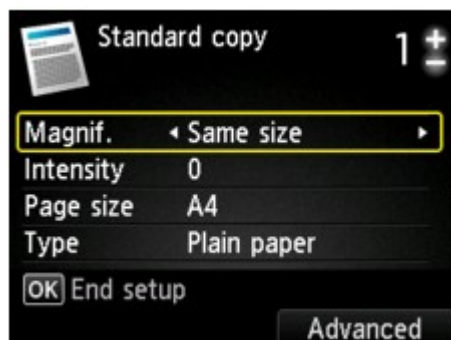 Standard copy 1 +
-
Magnif. Same size
Intensity 0
Page size A4
Type Plain paper
OK End setup
Advanced